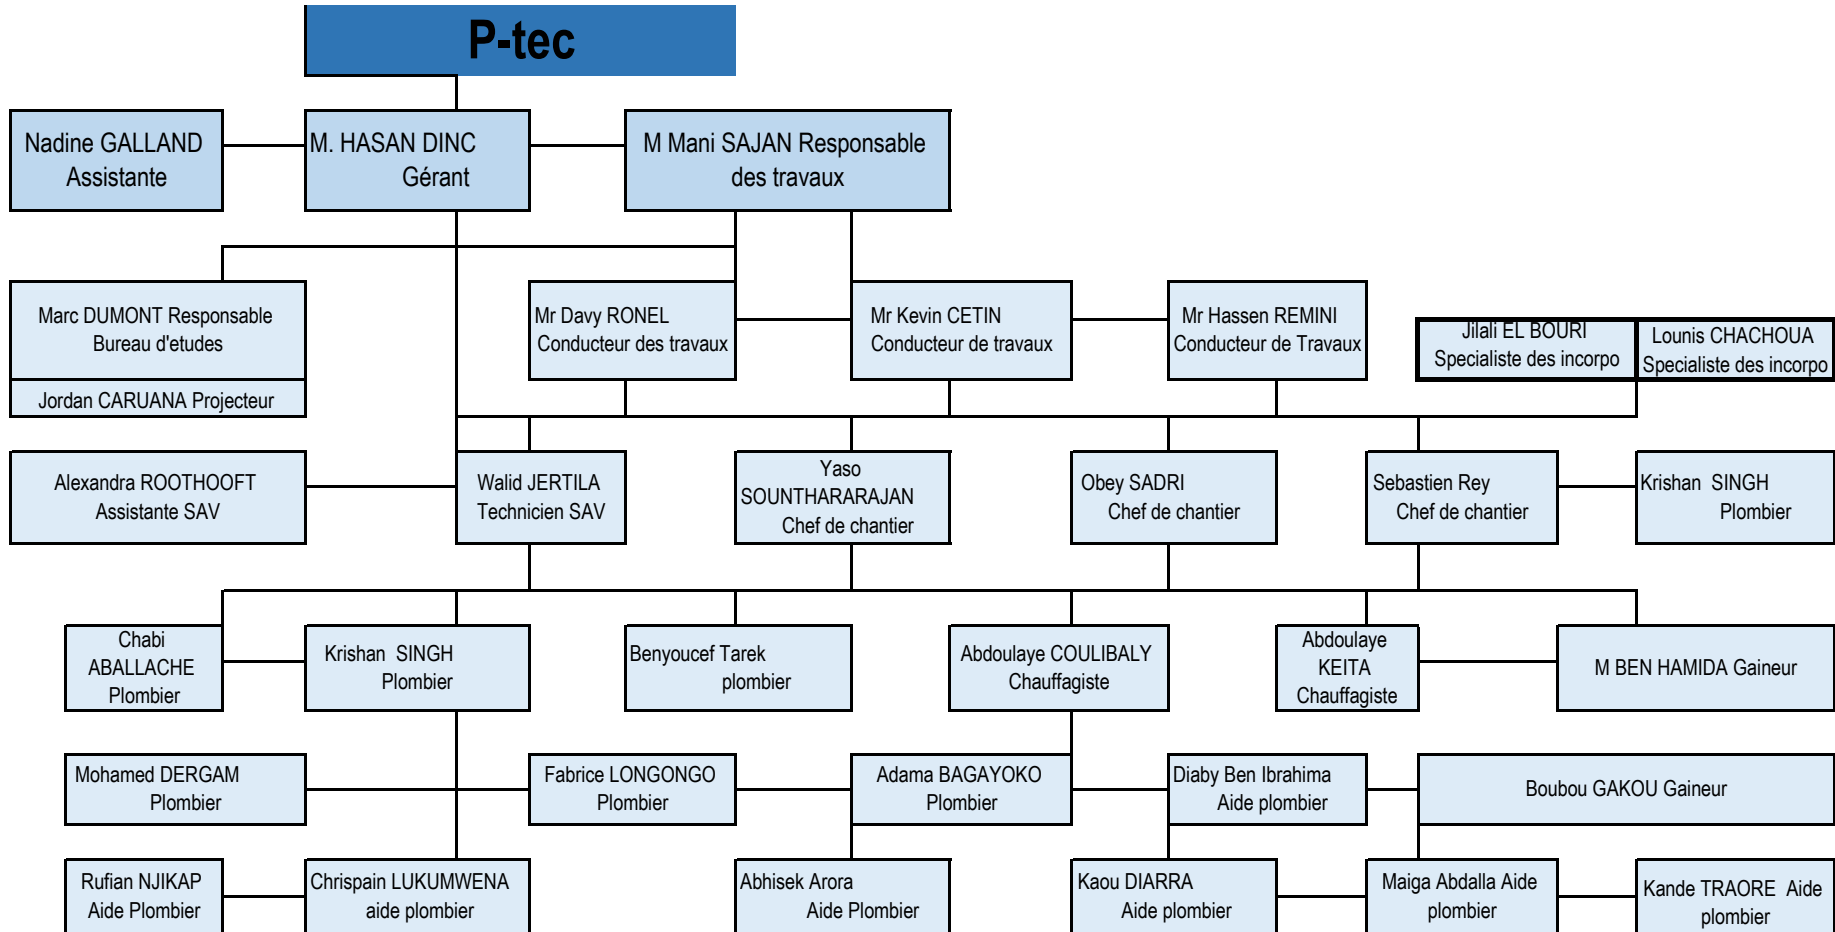 P-tec
Nadine GALLAND
Assistante
M. HASAN DINC
Gérant
M Mani SAJAN Responsable
des travaux
Marc DUMONT Responsable
Bureau d'etudes
Jordan CARUANA Projecteur
Mr Davy RONEL
Conducteur des travaux
Mr Kevin CETIN
Conducteur de travaux
Mr Hassen REMINI
Conducteur de Travaux
Jilali EL BOURI
Specialiste des incorpo
Lounis CHACHOUA
Specialiste des incorpo
Alexandra ROOTHOOFT
Assistante SAV
Walid JERTILA
Technicien SAV
Yaso
SOUNTHARARAJAN
Chef de chantier
Obey SADRI
Chef de chantier
Sebastien Rey
Chef de chantier
Krishan SINGH
Plombier
Chabi
ABALLACHE
Plombier
Krishan SINGH
Plombier
Benyoucef Tarek
plombier
Abdoulaye COULIBALY
Chauffagiste
Abdoulaye
KEITA
Chauffagiste
M BEN HAMIDA Gaineur
Mohamed DERGAM
Plombier
Fabrice LONGONGO
Plombier
Adama BAGAYOKO
Plombier
Diaby Ben Ibrahima
Aide plombier
Boubou GAKOU Gaineur
Rufian NJIKAP
Aide Plombier
Chrispain LUKUMWENA
aide plombier
Abhisek Arora
Aide Plombier
Kaou DIARRA
Aide plombier
Maiga Abdalla Aide
plombier
Kande TRAORE Aide
plombier